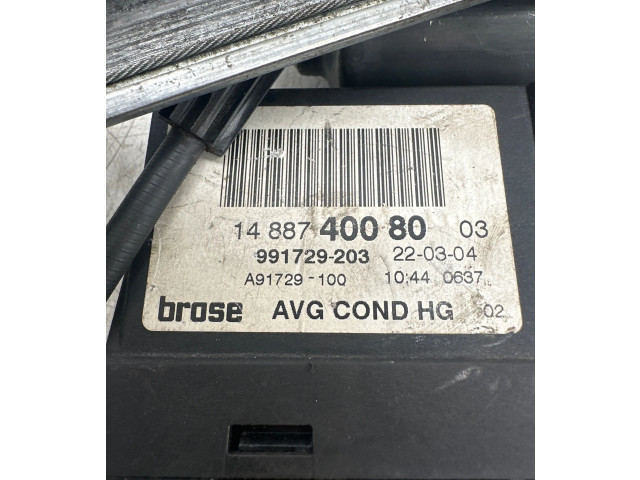 14 887 400 80 03
991729-203 22-03-04
A91729-100 10:44 0637
brose AVG COND HG 02